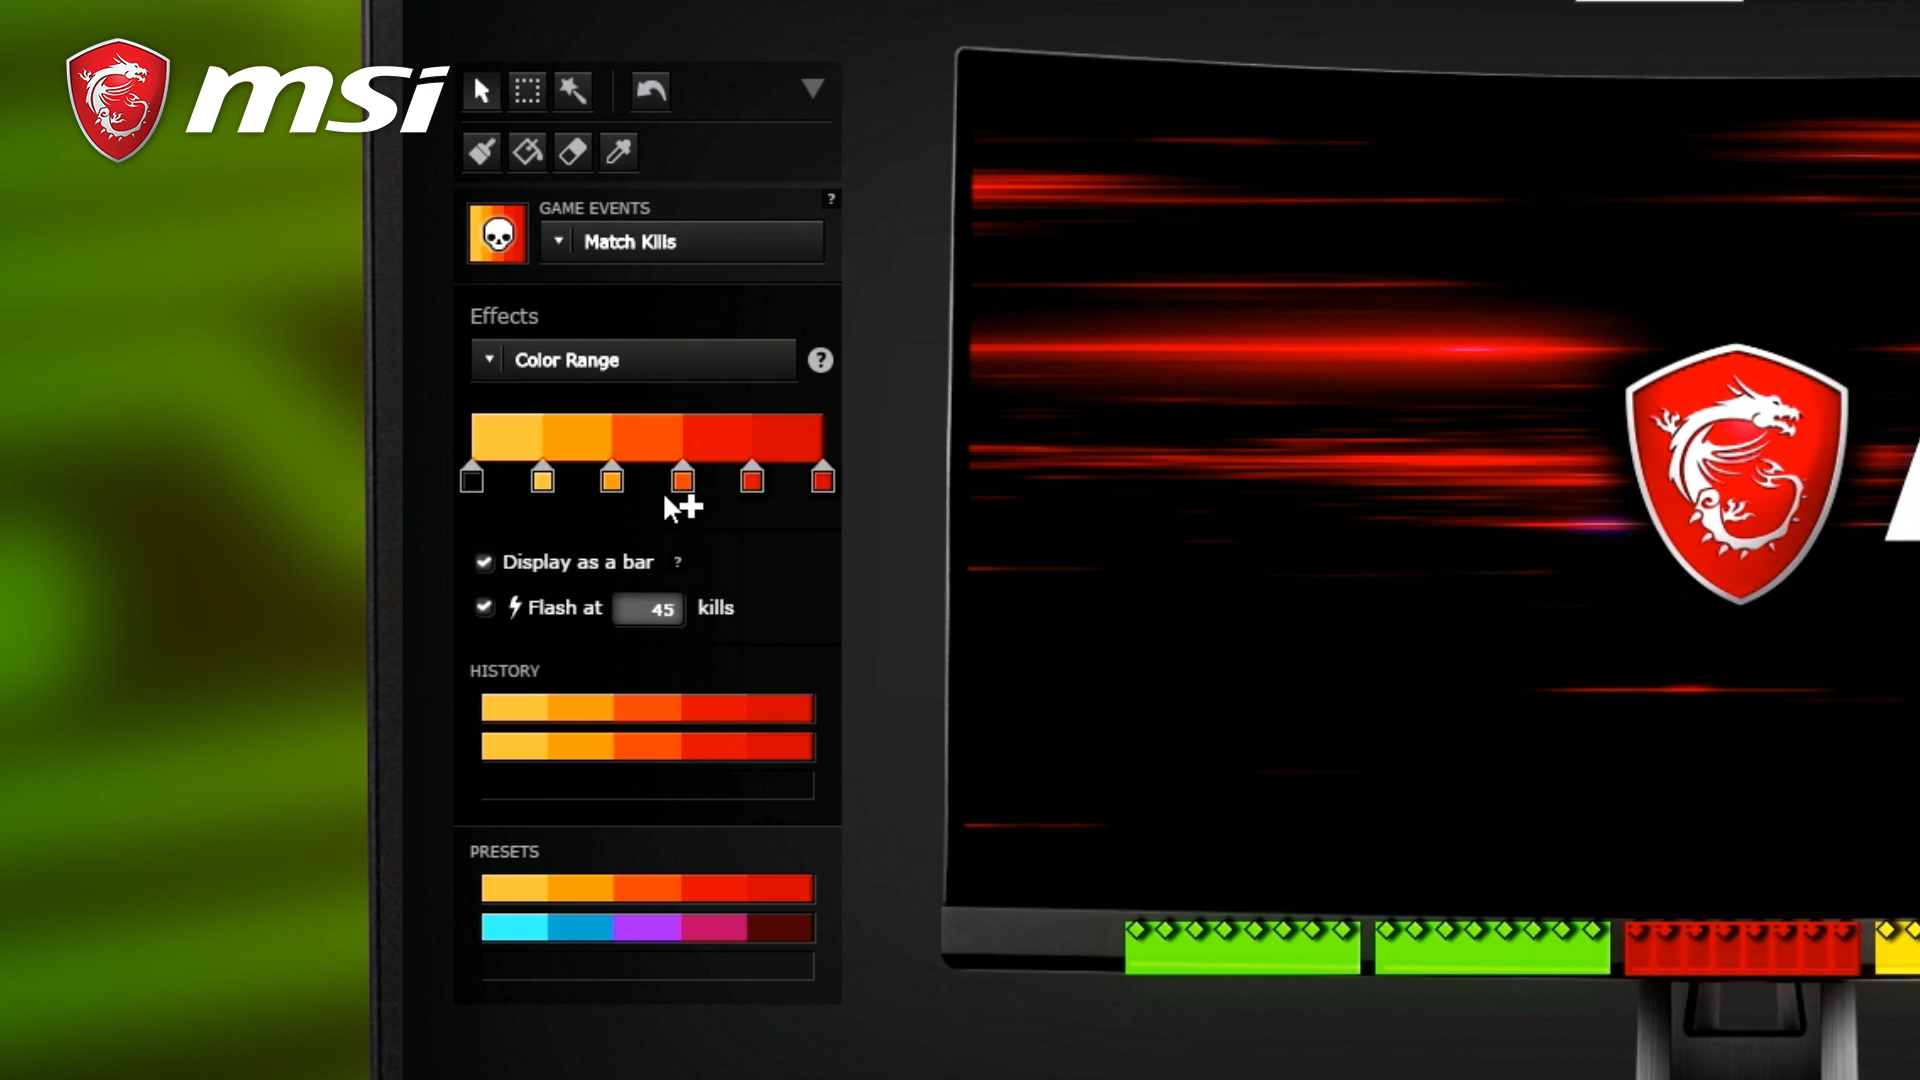 msi
GAME EVENTS
?
Match Kills
Effects
Color Range
?
Display as a bar ?
Flash at 45 kills
HISTORY
PRESETS